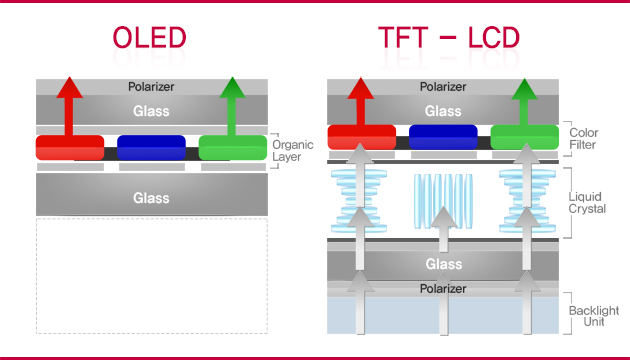 OLED
TFT – LCD
Polarizer
Glass
Organic
Layer
Glass
Polarizer
Glass
Color
Filter
Liquid
Crystal
Glass
Polarizer
Backlight
Unit